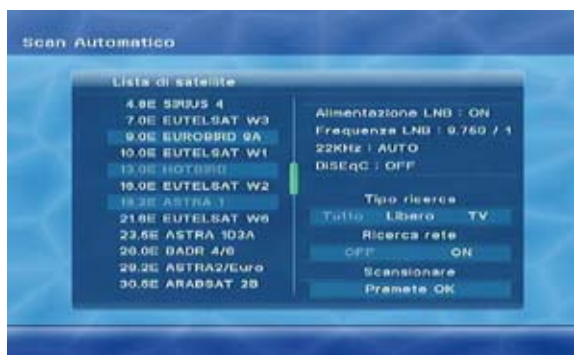 Scan Automatico
Lista di satellite
4.8E SIRIUS 4
7.0E EUTELSAT W3
9.0E EUROBIRD 9A
10.0E EUTELSAT W1
13.0E HOTBIRD
16.0E EUTELSAT W2
19.2E ASTRA 1
21.6E EUTELSAT W6
23.5E ASTRA 1D3A
26.0E BADR 4/6
28.2E ASTRA2/Euro
30.5E ARABSAT 2B
Alimentazione LNB : ON
Frequenza LNB : 9.750 / 1
22KHz : AUTO
DiSEqC : OFF
Tipo ricerca
Tutto Libero TV
Ricerca rete
OFF ON
Scansionare
Premete OK